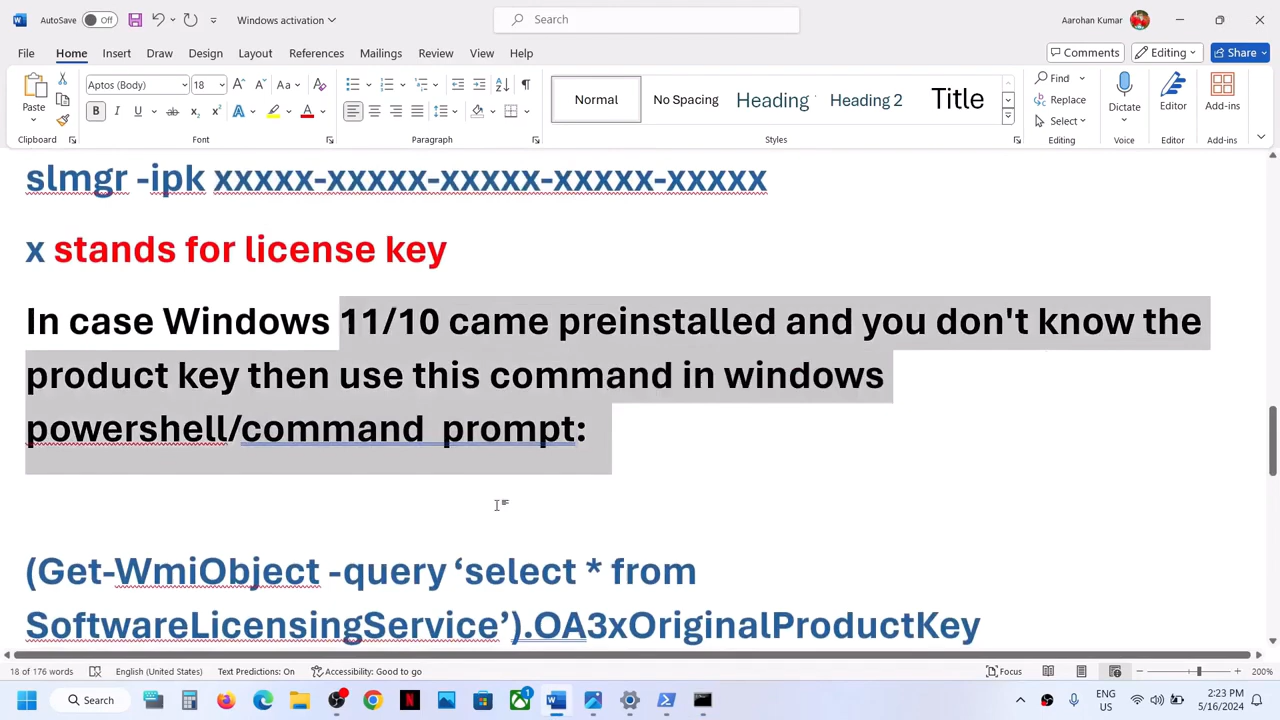 AutoSave Off Windows activation Search Aarohan Kumar
File Home Insert Draw Design Layout References Mailings Review View Help Comments Editing Share
Paste Aptos (Body) 18 Aa Normal No Spacing Heading Heading 2 Title Find Replace Select Dictate Editor Add-ins
Clipboard Font Paragraph Styles Editing Voice Editor Add-ins
slmgr -ipk xxxxx-xxxxx-xxxxx-xxxxx-xxxxx
x stands for license key
In case Windows 11/10 came preinstalled and you don't know the
product key then use this command in windows
powershell/command prompt:
(Get-WmiObject -query ‘select * from
SoftwareLicensingService’).OA3xOriginalProductKey
18 of 176 words English (United States) Text Predictions: On Accessibility: Good to go Focus 200%
Search 1 ENG US 2:23 PM 5/16/2024